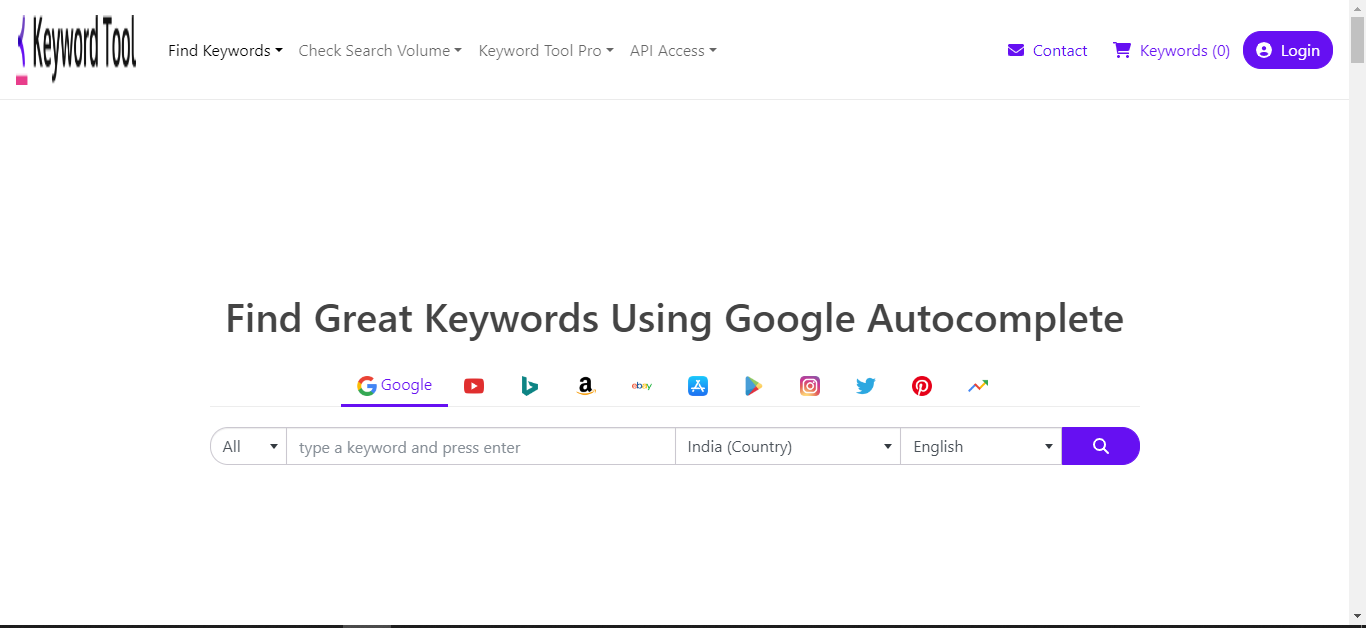 Keyword Tool
Find Keywords Check Search Volume Keyword Tool Pro API Access Contact Keywords (0) Login
Find Great Keywords Using Google Autocomplete
Google a ebay
All type a keyword and press enter India (Country) English